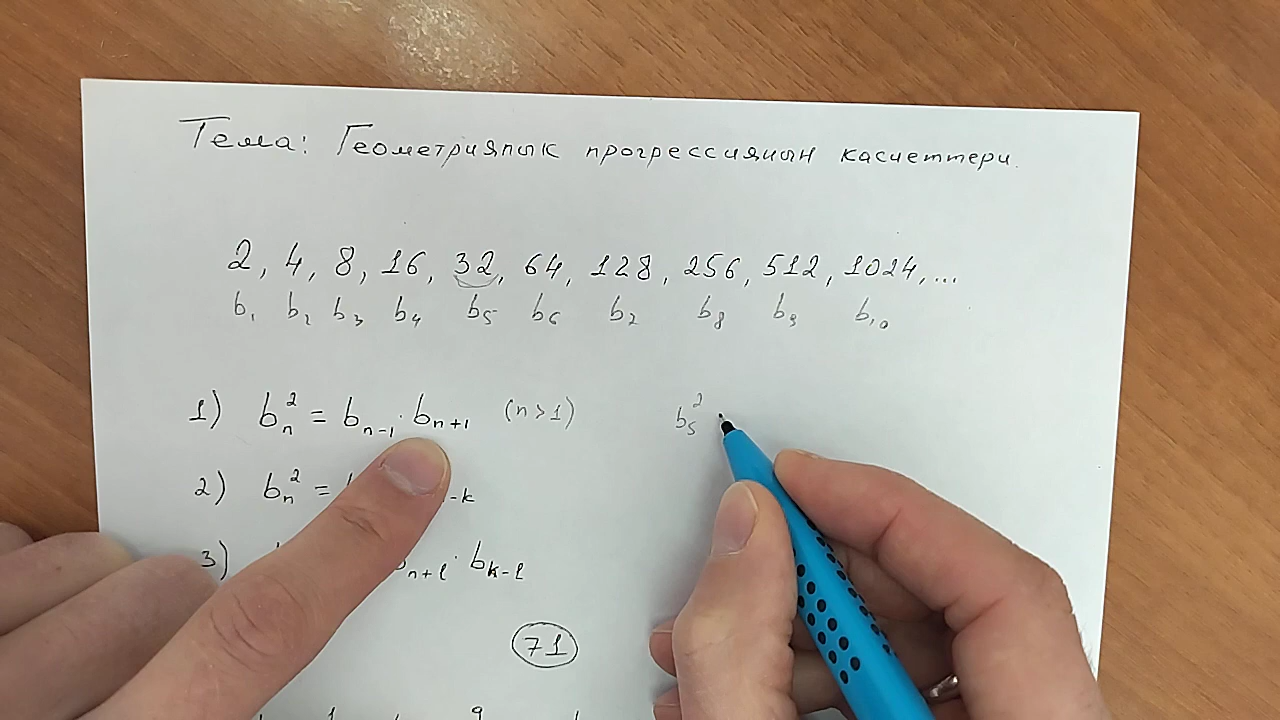 Тема: Геометриялык прогрессиянын касиеттери.
2, 4, 8, 16, 32, 64, 128, 256, 512, 1024, ...
b₁ b₂ b₃ b₄ b₅ b₆ b₇ b₈ b₉ b₁₀
1) bₙ² = bₙ₋₁ · bₙ₊₁ (n>1) b₅²
2) bₙ² = -k
3) n+l · b_{k-l}
71